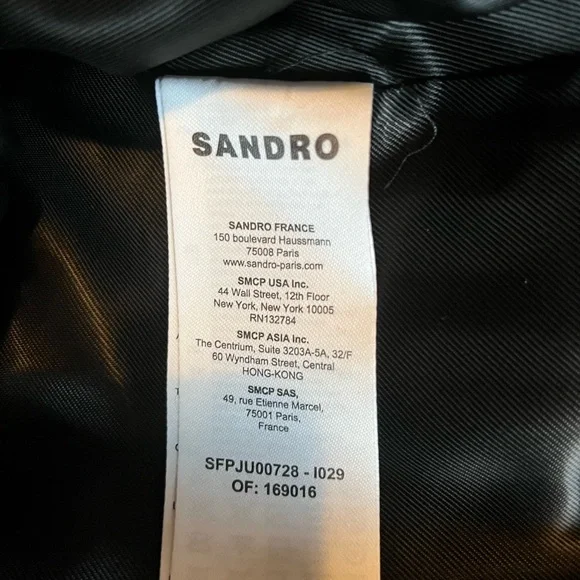 SANDRO
SANDRO FRANCE
150 boulevard Haussmann
75008 Paris
www.sandro-paris.com
SMCP USA Inc.
44 Wall Street, 12th Floor
New York, New York 10005
RN132784
SMCP ASIA Inc.
The Centrium, Suite 3203A-5A, 32/F
60 Wyndham Street, Central
HONG-KONG
SMCP SAS,
49, rue Etienne Marcel,
75001 Paris,
France
SFPJU00728 - I029
OF: 169016